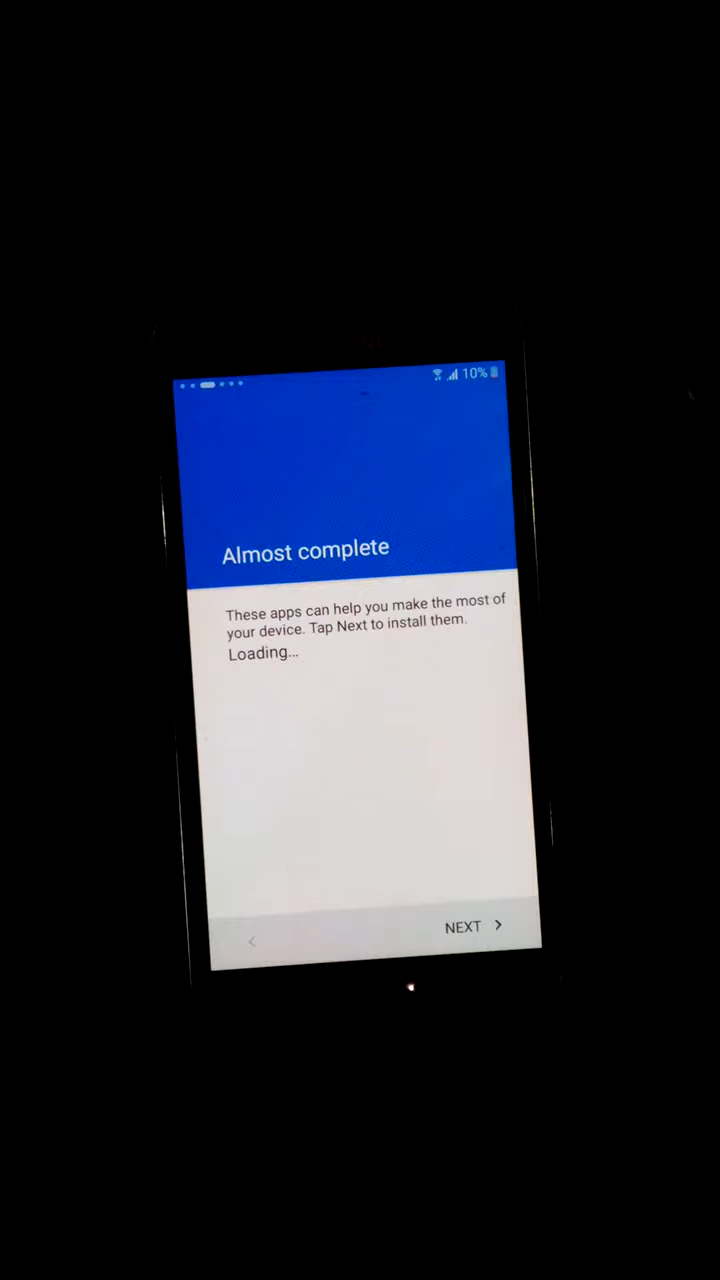 10%
Almost complete
These apps can help you make the most of
your device. Tap Next to install them.
Loading...
NEXT